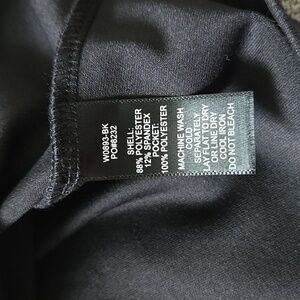 W0893-BK
PO#8232
SHELL:
88% POLYESTER
12% SPANDEX
POCKET:
100% POLYESTER
MACHINE WASH
COLD
SEPARATELY
LAY FLAT TO DRY
OR LINE DRY
COOL IRON
DO NOT BLEACH